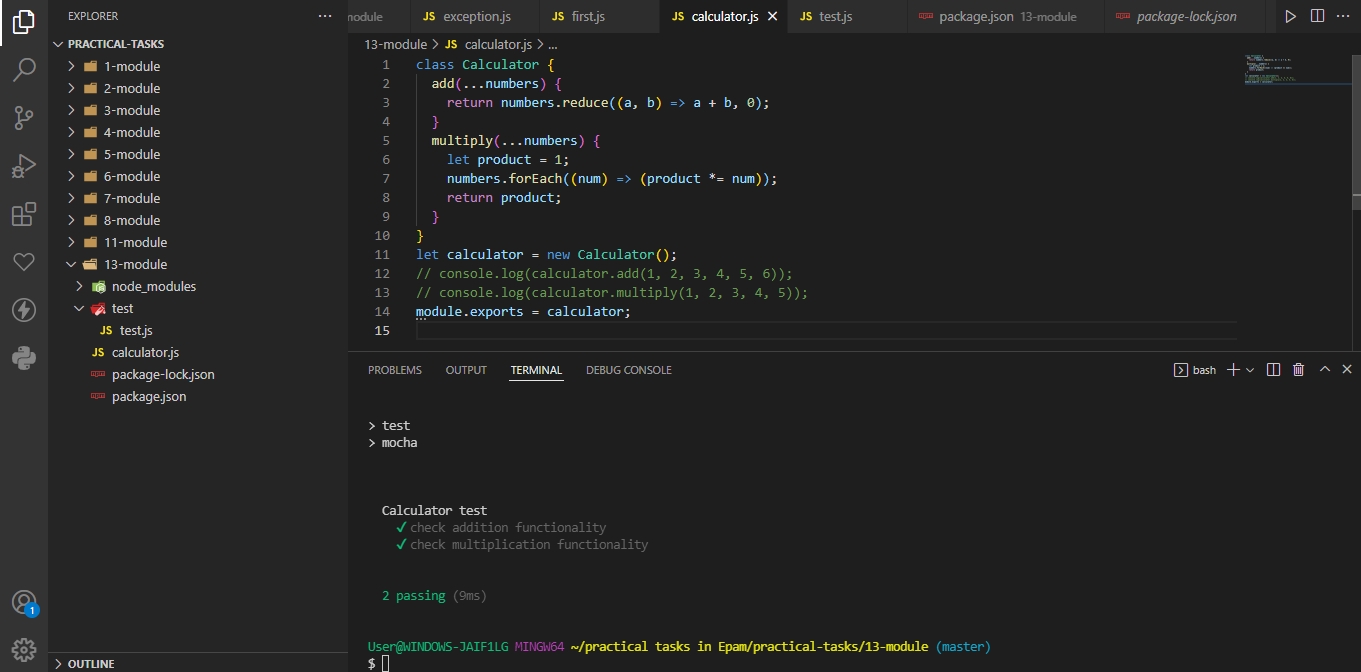 EXPLORER
PRACTICAL-TASKS
1-module
2-module
3-module
4-module
5-module
6-module
7-module
8-module
11-module
13-module
node_modules
test
JS test.js
JS calculator.js
package-lock.json
package.json
OUTLINE
1
module
JS exception.js
JS first.js
JS calculator.js
JS test.js
package.json 13-module
package-lock.json
13-module > JS calculator.js > ...
1 class Calculator {
2 add(...numbers) {
3 return numbers.reduce((a, b) => a + b, 0);
4 }
5 multiply(...numbers) {
6 let product = 1;
7 numbers.forEach((num) => (product *= num));
8 return product;
9 }
10 }
11 let calculator = new Calculator();
12 // console.log(calculator.add(1, 2, 3, 4, 5, 6));
13 // console.log(calculator.multiply(1, 2, 3, 4, 5));
14 module.exports = calculator;
15
PROBLEMS OUTPUT TERMINAL DEBUG CONSOLE
bash
> test
> mocha
Calculator test
✓ check addition functionality
✓ check multiplication functionality
2 passing (9ms)
User@WINDOWS-JAIF1LG MINGW64 ~/practical tasks in Epam/practical-tasks/13-module (master)
$